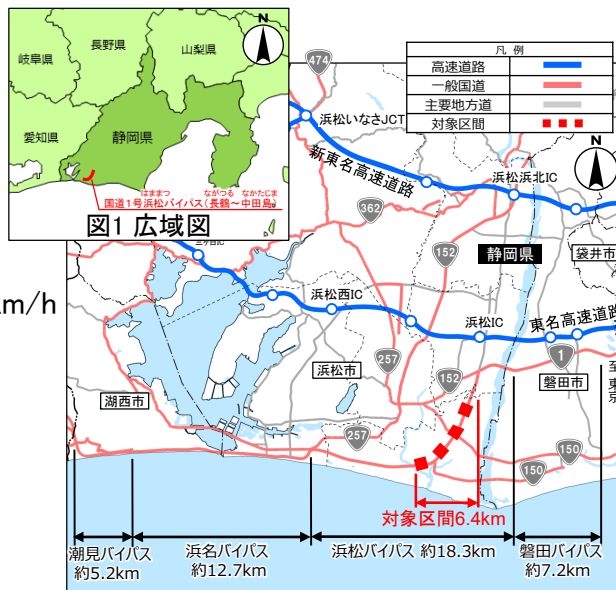 岐阜県
長野県
山梨県
愛知県
静岡県
はままつ ながつる なかたじま
国道1号浜松バイパス(長鶴～中田島)
図1 広域図
凡 例
高速道路
一般国道
主要地方道
対象区間
474
浜松いなさJCT
新東名高速道路
浜松浜北IC
362
152
静岡県
袋井市
三ヶ日IC
km/h
浜松西IC
浜松IC
東名高速道路
257
1
浜松市
152
磐田市
至 東京
湖西市
257
150
150
対象区間6.4km
潮見バイパス
約5.2km
浜名バイパス
約12.7km
浜松バイパス 約18.3km
磐田バイパス
約7.2km